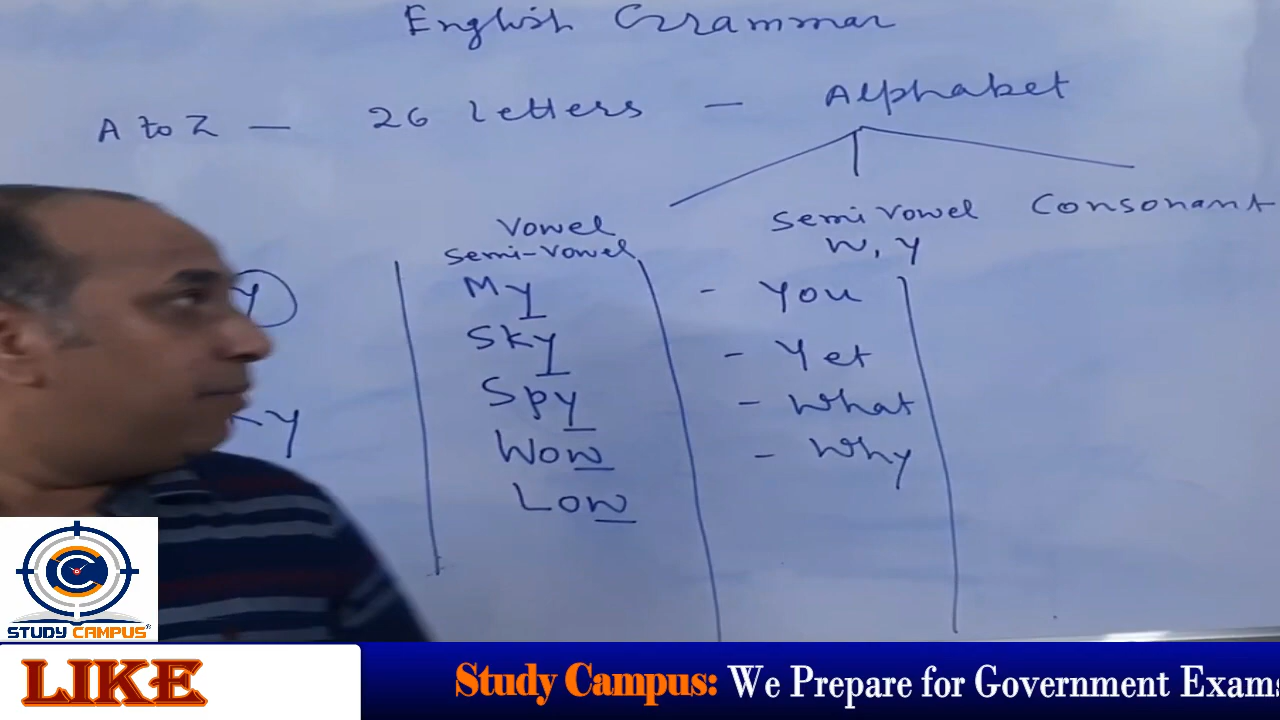 English Grammar
A to Z — 26 Letters — Alphabet
Vowel
Semi Vowel
Consonant
Semi-Vowel
W, Y
Y
My
- You
Sky
- Yet
Spy
- What
Wow
- Why
Low
STUDY CAMPUS®
LIKE
Study Campus: We Prepare for Government Exams